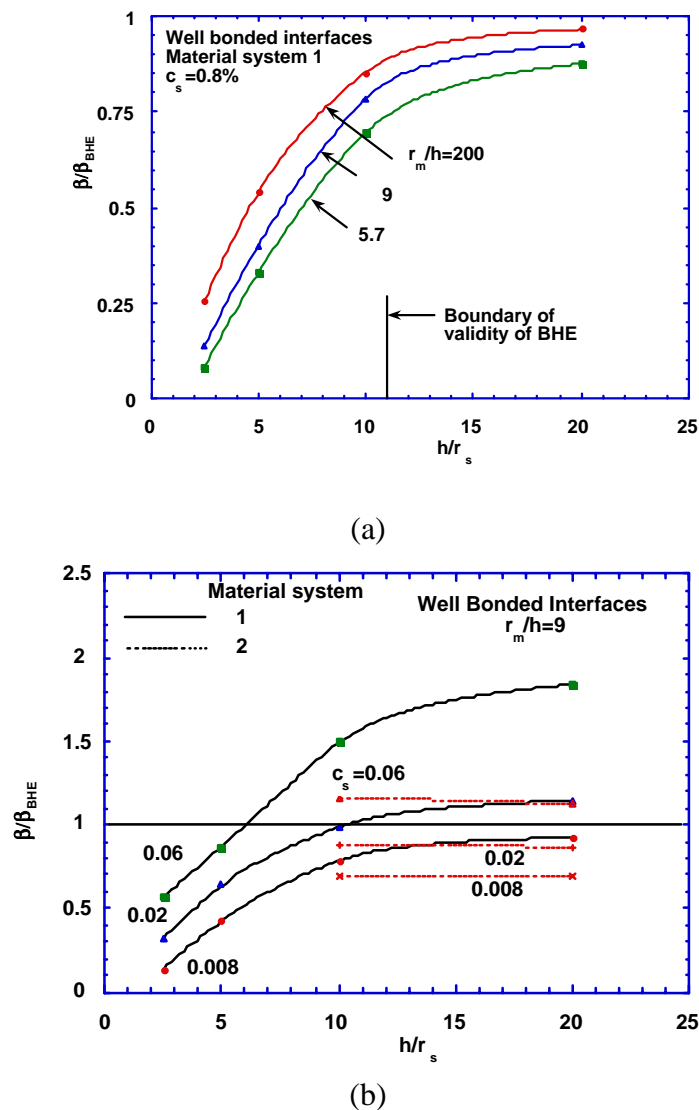 Well bonded interfaces
Material system 1
c_s=0.8%
r_m/h=200
9
5.7
Boundary of
validity of BHE
1
0.75
0.5
0.25
0
β/β_BHE
0 5 10 15 20 25
h/r_s
(a)
Material system
1
2
Well Bonded Interfaces
r_m/h=9
c_s=0.06
0.06
0.02
0.008
0.02
0.008
2.5
2
1.5
1
0.5
0
β/β_BHE
0 5 10 15 20 25
h/r_s
(b)